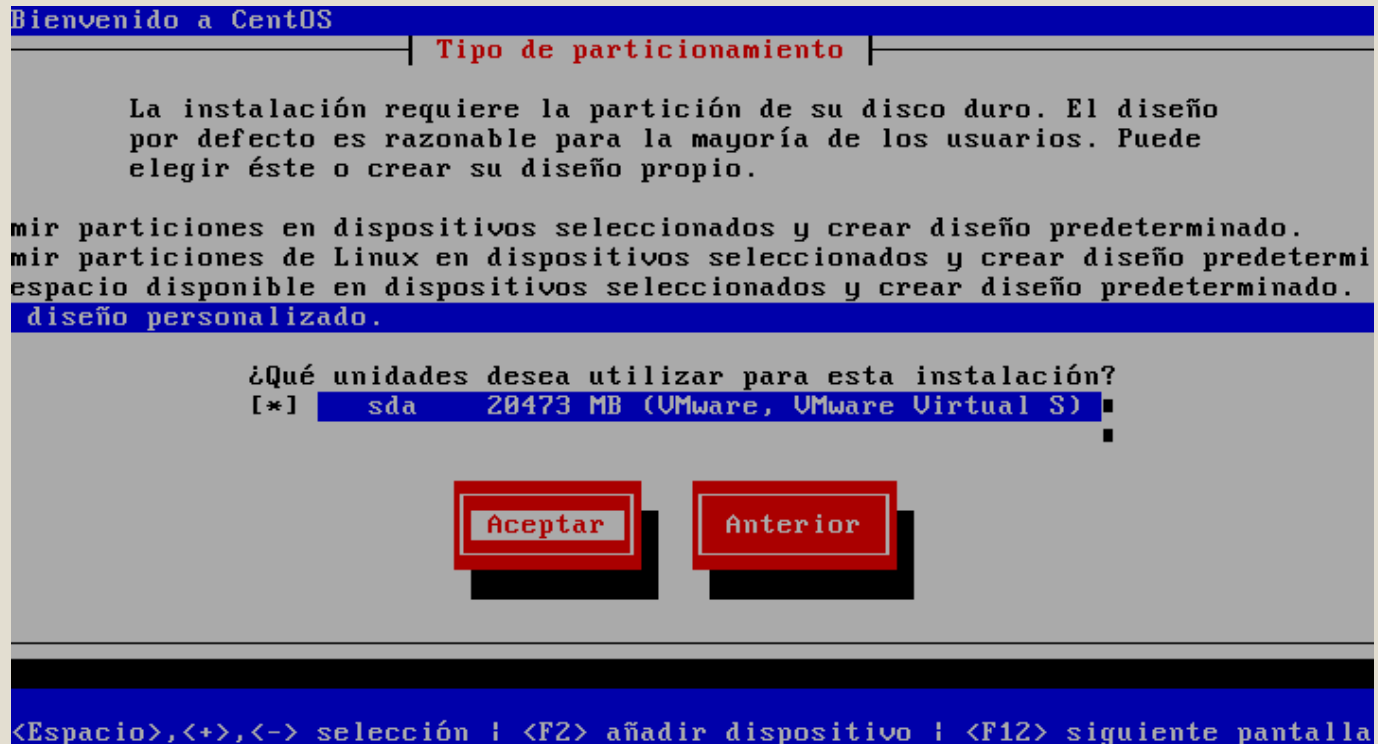 Bienvenido a CentOS
Tipo de particionamiento
La instalación requiere la partición de su disco duro. El diseño
por defecto es razonable para la mayoría de los usuarios. Puede
elegir éste o crear su diseño propio.
mir particiones en dispositivos seleccionados y crear diseño predeterminado.
mir particiones de Linux en dispositivos seleccionados y crear diseño predetermi
espacio disponible en dispositivos seleccionados y crear diseño predeterminado.
diseño personalizado.
¿Qué unidades desea utilizar para esta instalación?
[*] sda 20473 MB (VMware, VMware Virtual S)
Aceptar Anterior
<Espacio>,<+>,<-> selección | <F2> añadir dispositivo | <F12> siguiente pantalla